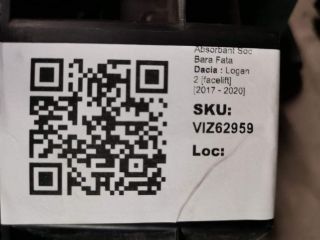 Absorbant Soc
Bara Fata
Dacia : Logan
2 [facelift]
[2017 - 2020]
SKU:
VIZ62959
Loc: